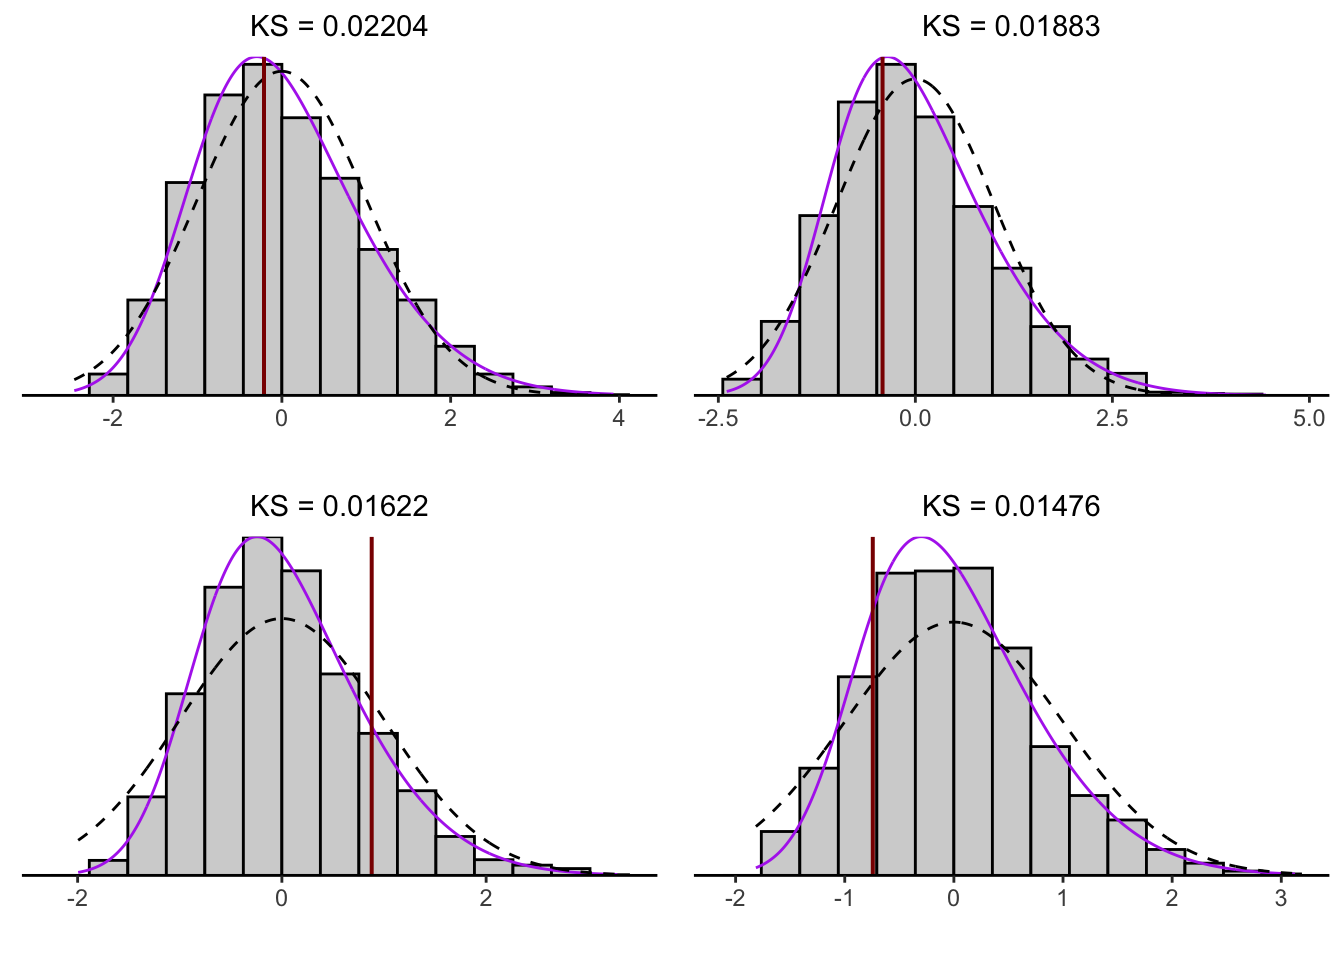 KS = 0.02204
KS = 0.01883
-2 0 2 4
-2.5 0.0 2.5 5.0
KS = 0.01622
KS = 0.01476
-2 0 2
-2 -1 0 1 2 3